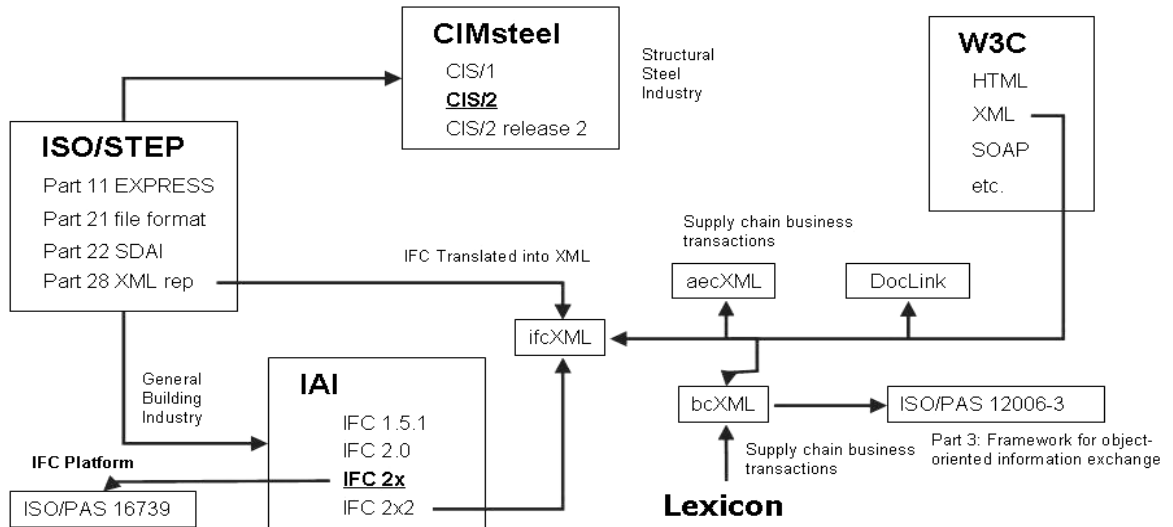 CIMsteel
CIS/1
CIS/2
CIS/2 release 2
Structural
Steel
Industry
W3C
HTML
XML
SOAP
etc.
ISO/STEP
Part 11 EXPRESS
Part 21 file format
Part 22 SDAI
Part 28 XML rep
IFC Translated into XML
Supply chain business
transactions
aecXML
DocLink
ifcXML
General
Building
Industry
IAI
IFC 1.5.1
IFC 2.0
IFC 2x
IFC 2x2
IFC Platform
ISO/PAS 16739
bcXML
ISO/PAS 12006-3
Supply chain business
transactions
Part 3: Framework for object-
oriented information exchange
Lexicon